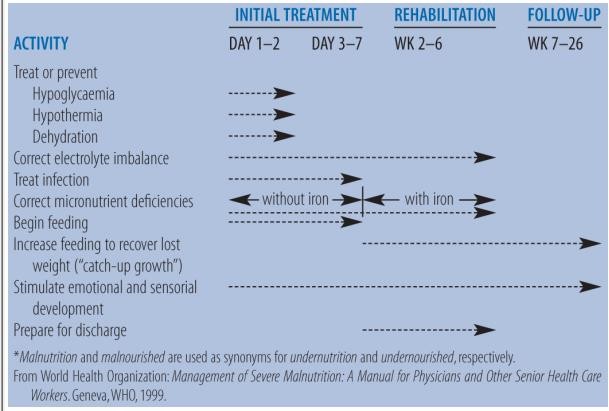 INITIAL TREATMENT REHABILITATION FOLLOW-UP
ACTIVITY DAY 1–2 DAY 3–7 WK 2–6 WK 7–26
Treat or prevent
Hypoglycaemia
Hypothermia
Dehydration
Correct electrolyte imbalance
Treat infection
Correct micronutrient deficiencies without iron with iron
Begin feeding
Increase feeding to recover lost
weight ("catch-up growth")
Stimulate emotional and sensorial
development
Prepare for discharge
*Malnutrition and malnourished are used as synonyms for undernutrition and undernourished, respectively.
From World Health Organization: Management of Severe Malnutrition: A Manual for Physicians and Other Senior Health Care
Workers. Geneva, WHO, 1999.